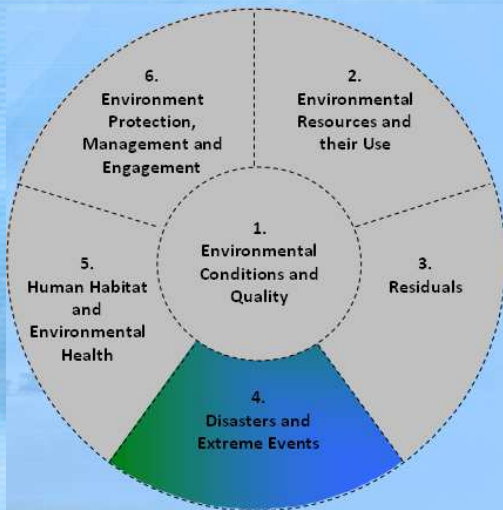 1.
Environmental
Conditions and
Quality
2.
Environmental
Resources and
their Use
3.
Residuals
4.
Disasters and
Extreme Events
5.
Human Habitat
and
Environmental
Health
6.
Environment
Protection,
Management and
Engagement